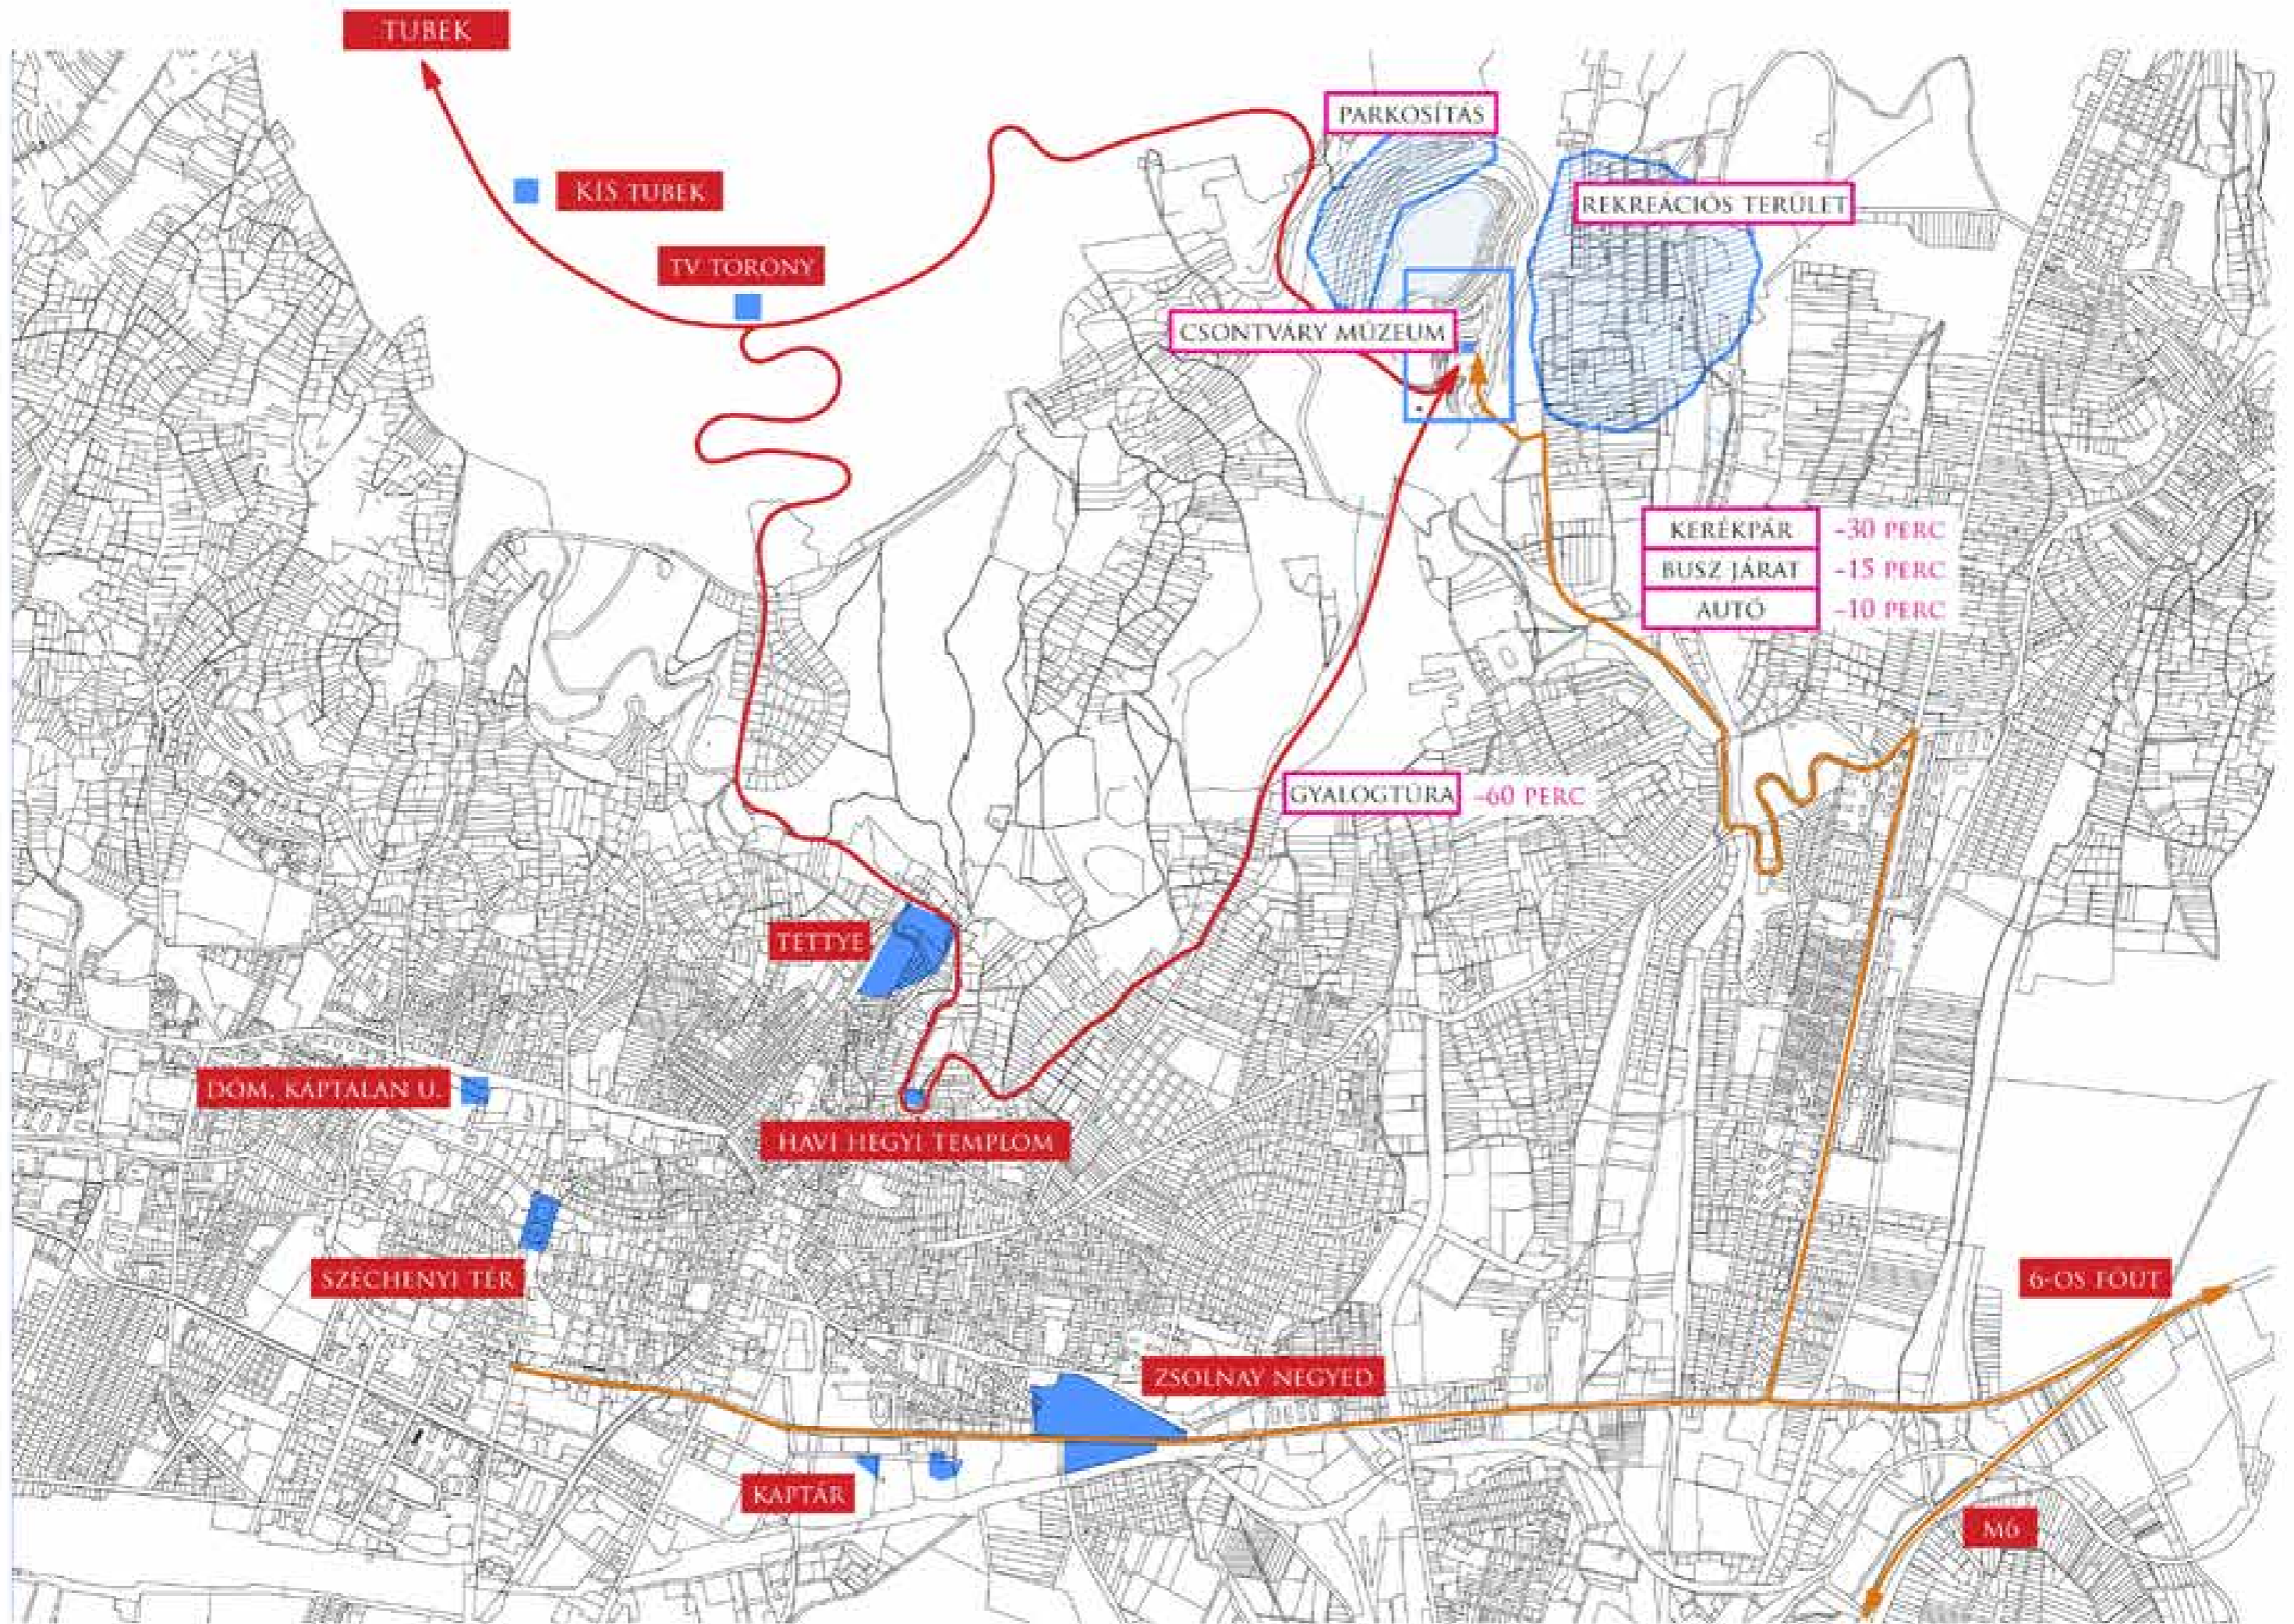 TUBEK
PARKOSÍTÁS
KIS TUBEK
REKREÁCIÓS TERÜLET
TV TORONY
CSONTVÁRY MÚZEUM
KERÉKPÁR ~30 PERC
BUSZ JÁRAT ~15 PERC
AUTÓ ~10 PERC
GYALOGTÚRA ~60 PERC
TETTYE
DÓM, KÁPTALAN U.
HAVI HEGYI TEMPLOM
SZÉCHENYI TÉR
6-OS FŐÚT
ZSOLNAY NEGYED
KAPTÁR
M6